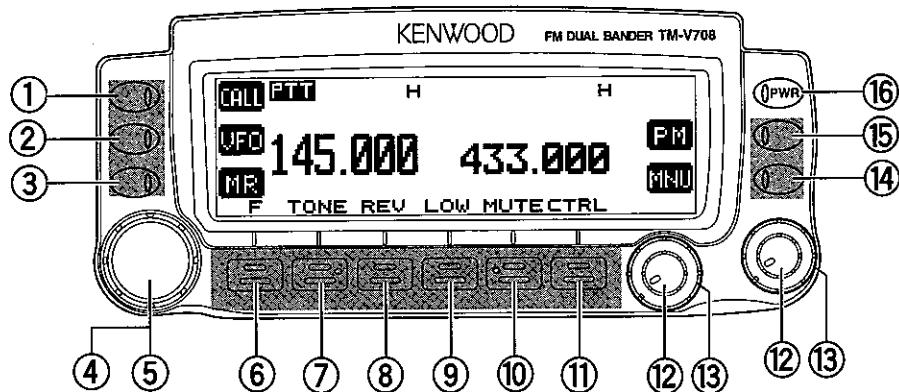 KENWOOD FM DUAL BANDER TM-V708
① CALL PTT H H PWR ⑯
② VFO 145.000 433.000 PM ⑮
③ MR MNU ⑭
F TONE REV LOW MUTE CTRL
④ ⑤ ⑥ ⑦ ⑧ ⑨ ⑩ ⑪ ⑫ ⑬ ⑫ ⑬